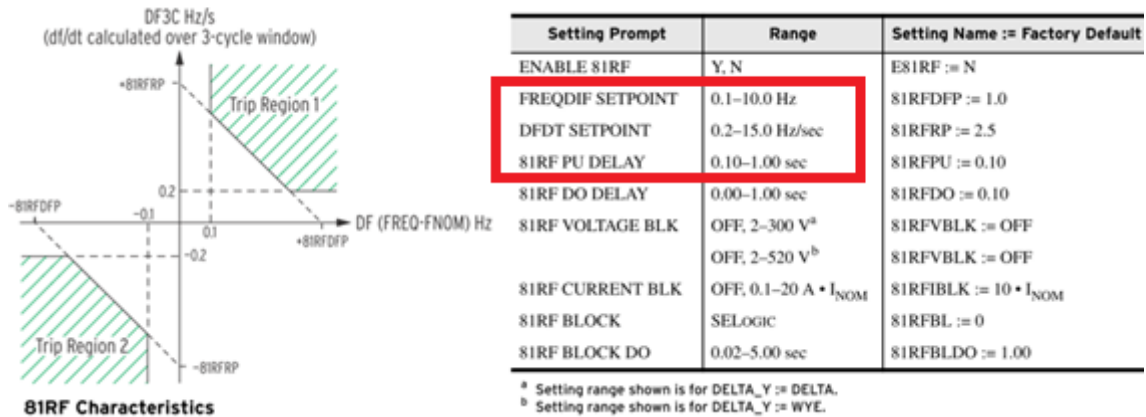 DF3C Hz/s
(df/dt calculated over 3-cycle window)
+81RFRP
Trip Region 1
0.2
-81RFDFP
-0.1
DF (FREQ-FNOM) Hz
0.1
+81RFDFP
-0.2
Trip Region 2
-81RFRP
81RF Characteristics
Setting Prompt Range Setting Name := Factory Default
ENABLE 81RF Y, N E81RF := N
FREQDIF SETPOINT 0.1–10.0 Hz 81RFDFP := 1.0
DFDT SETPOINT 0.2–15.0 Hz/sec 81RFRP := 2.5
81RF PU DELAY 0.10–1.00 sec 81RFPU := 0.10
81RF DO DELAY 0.00–1.00 sec 81RFDO := 0.10
81RF VOLTAGE BLK OFF, 2–300 Vᵃ 81RFVBLK := OFF
OFF, 2–520 Vᵇ 81RFVBLK := OFF
81RF CURRENT BLK OFF, 0.1–20 A • INOM 81RFIBLK := 10 • INOM
81RF BLOCK SELOGIC 81RFBL := 0
81RF BLOCK DO 0.02–5.00 sec 81RFBLDO := 1.00
ᵃ Setting range shown is for DELTA_Y := DELTA.
ᵇ Setting range shown is for DELTA_Y := WYE.